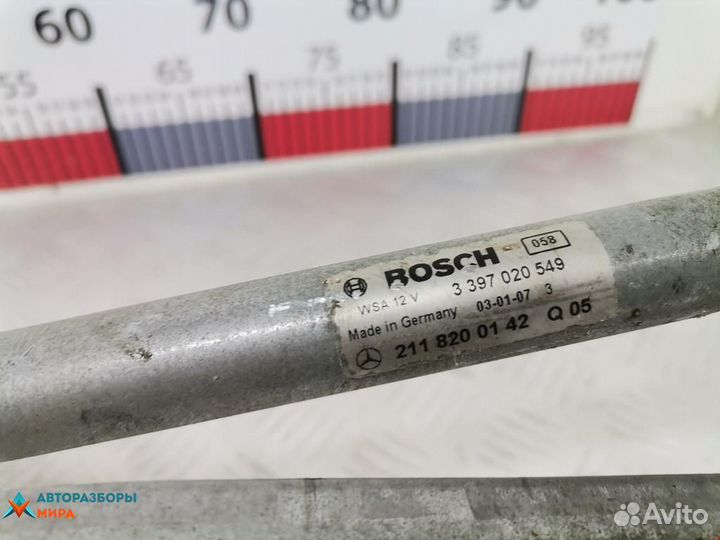 60 70 80 90 100
55 65 75 85 95
BOSCH 058
WSA 12 V 3 397 020 549
Made in Germany 03-01-07 3
211 820 01 42 Q 05
АВТОРАЗБОРЫ
МИРА
Avito